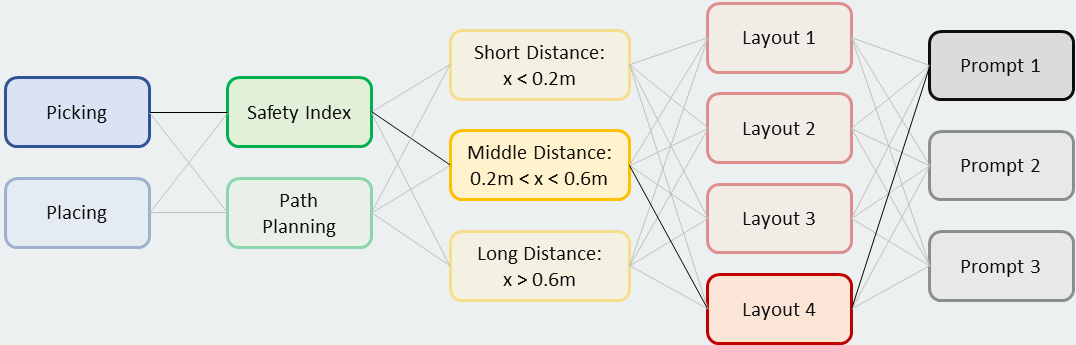 Picking
Placing
Safety Index
Path
Planning
Short Distance:
x < 0.2m
Middle Distance:
0.2m < x < 0.6m
Long Distance:
x > 0.6m
Layout 1
Layout 2
Layout 3
Layout 4
Prompt 1
Prompt 2
Prompt 3